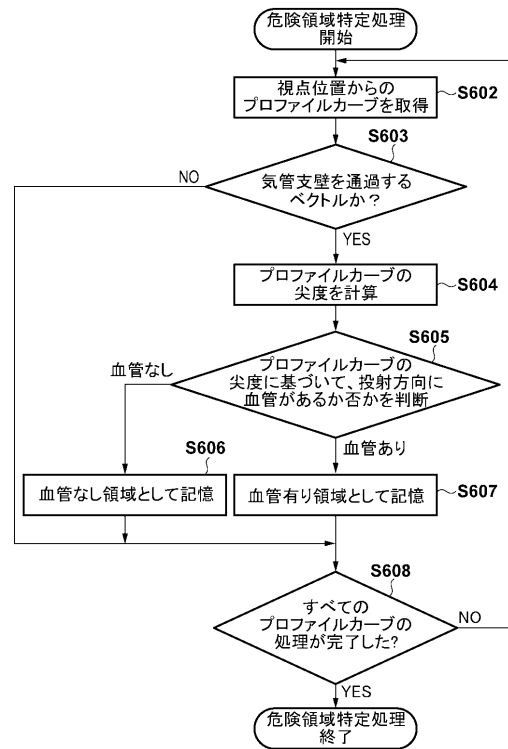 危険領域特定処理
開始
視点位置からの
プロファイルカーブを取得
S602
S603
気管支壁を通過する
ベクトルか?
NO
YES
プロファイルカーブの
尖度を計算
S604
S605
プロファイルカーブの
尖度に基づいて、投射方向に
血管があるか否かを判断
血管なし
血管あり
S606
血管なし領域として記憶
血管有り領域として記憶
S607
S608
すべての
プロファイルカーブの
処理が完了した?
NO
YES
危険領域特定処理
終了